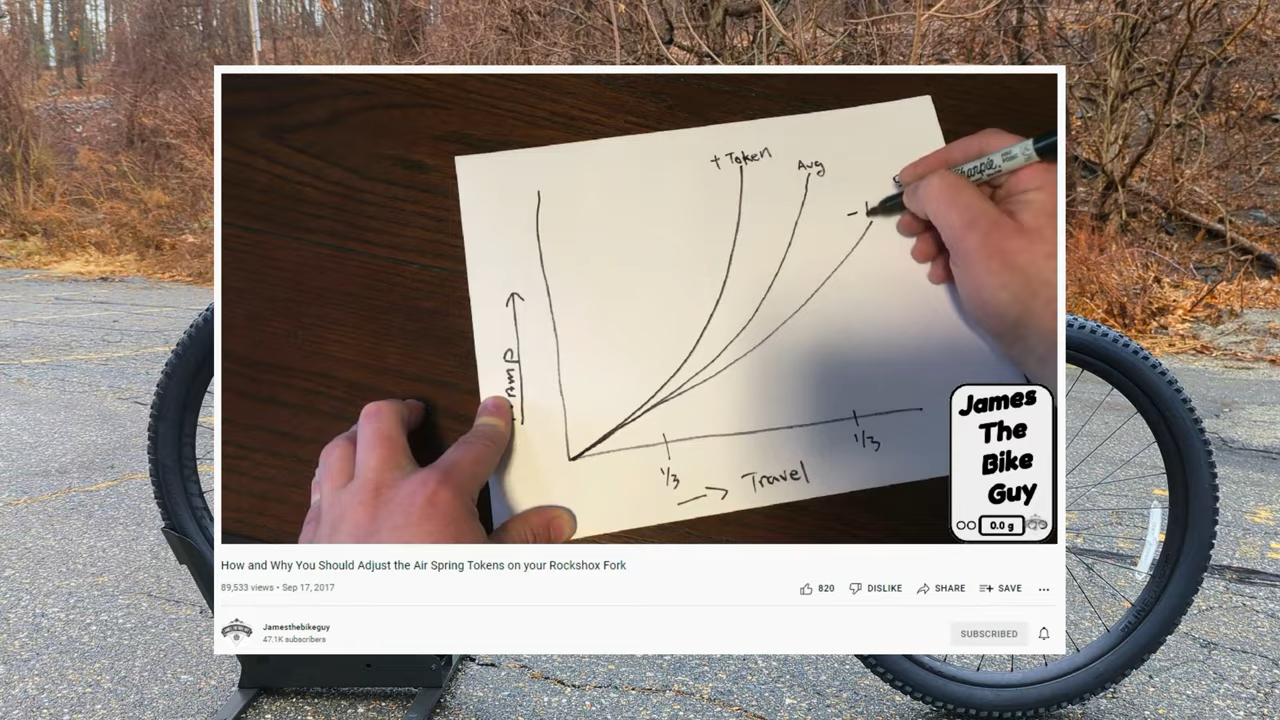 + Token
Avg
Sharpie
AMP
1/3
1/3
Travel
James
The
Bike
Guy
0.0 g
How and Why You Should Adjust the Air Spring Tokens on your Rockshox Fork
89,533 views • Sep 17, 2017
820
DISLIKE
SHARE
SAVE
Jamesthebikeguy
47.1K subscribers
SUBSCRIBED